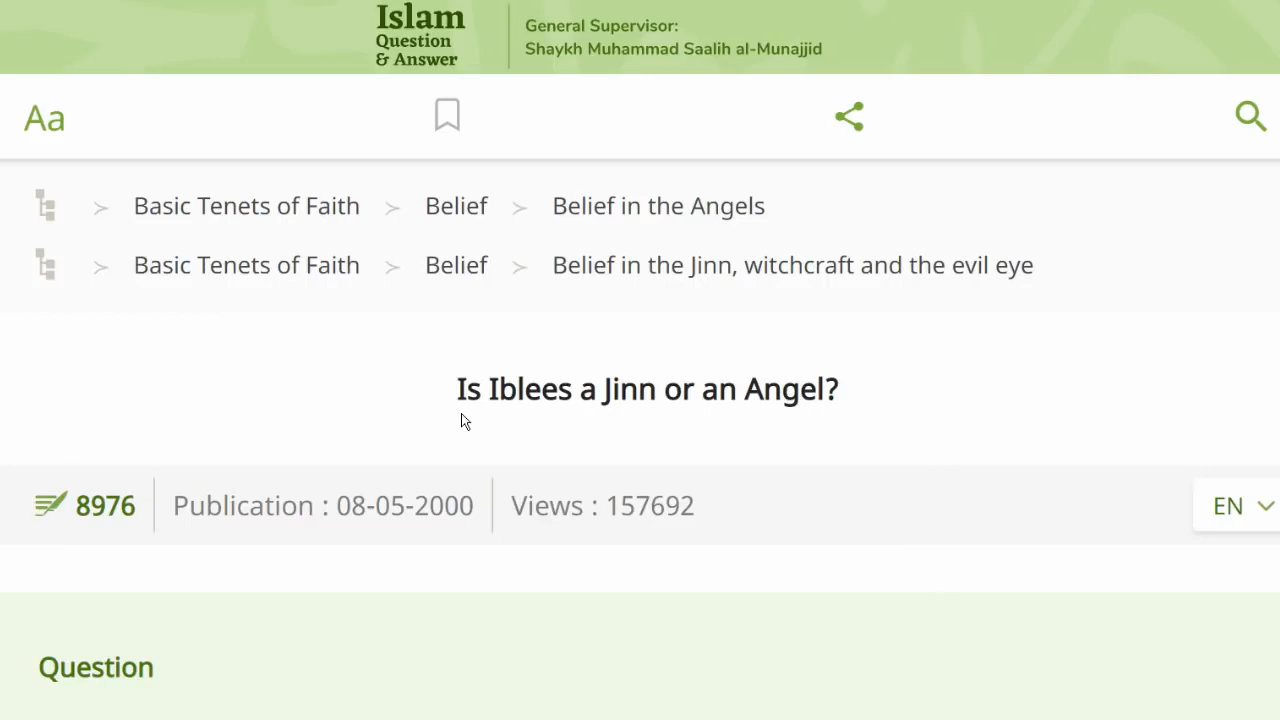 Islam
Question
& Answer
General Supervisor:
Shaykh Muhammad Saalih al-Munajjid
Aa
Basic Tenets of Faith > Belief > Belief in the Angels
Basic Tenets of Faith > Belief > Belief in the Jinn, witchcraft and the evil eye
Is Iblees a Jinn or an Angel?
8976 Publication : 08-05-2000 Views : 157692 EN
Question